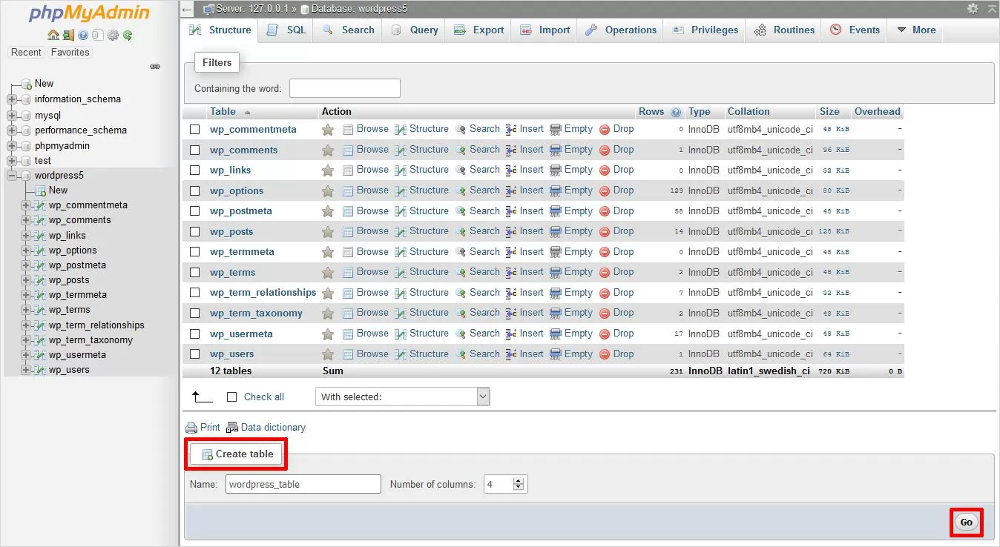 phpMyAdmin
Recent Favorites
New
information_schema
mysql
performance_schema
phpmyadmin
test
wordpress5
New
wp_commentmeta
wp_comments
wp_links
wp_options
wp_postmeta
wp_posts
wp_termmeta
wp_terms
wp_term_relationships
wp_term_taxonomy
wp_usermeta
wp_users
Server: 127.0.0.1 » Database: wordpress5
Structure SQL Search Query Export Import Operations Privileges Routines Events More
Filters
Containing the word:
Table Action Rows Type Collation Size Overhead
wp_commentmeta Browse Structure Search Insert Empty Drop 0 InnoDB utf8mb4_unicode_ci 48 KiB -
wp_comments Browse Structure Search Insert Empty Drop 1 InnoDB utf8mb4_unicode_ci 96 KiB -
wp_links Browse Structure Search Insert Empty Drop 0 InnoDB utf8mb4_unicode_ci 32 KiB -
wp_options Browse Structure Search Insert Empty Drop 129 InnoDB utf8mb4_unicode_ci 80 KiB -
wp_postmeta Browse Structure Search Insert Empty Drop 58 InnoDB utf8mb4_unicode_ci 48 KiB -
wp_posts Browse Structure Search Insert Empty Drop 14 InnoDB utf8mb4_unicode_ci 128 KiB -
wp_termmeta Browse Structure Search Insert Empty Drop 0 InnoDB utf8mb4_unicode_ci 48 KiB -
wp_terms Browse Structure Search Insert Empty Drop 2 InnoDB utf8mb4_unicode_ci 48 KiB -
wp_term_relationships Browse Structure Search Insert Empty Drop 7 InnoDB utf8mb4_unicode_ci 32 KiB -
wp_term_taxonomy Browse Structure Search Insert Empty Drop 2 InnoDB utf8mb4_unicode_ci 48 KiB -
wp_usermeta Browse Structure Search Insert Empty Drop 17 InnoDB utf8mb4_unicode_ci 48 KiB -
wp_users Browse Structure Search Insert Empty Drop 1 InnoDB utf8mb4_unicode_ci 64 KiB -
12 tables Sum 231 InnoDB latin1_swedish_ci 720 KiB 0 B
Check all With selected:
Print Data dictionary
Create table
Name: wordpress_table Number of columns: 4
Go